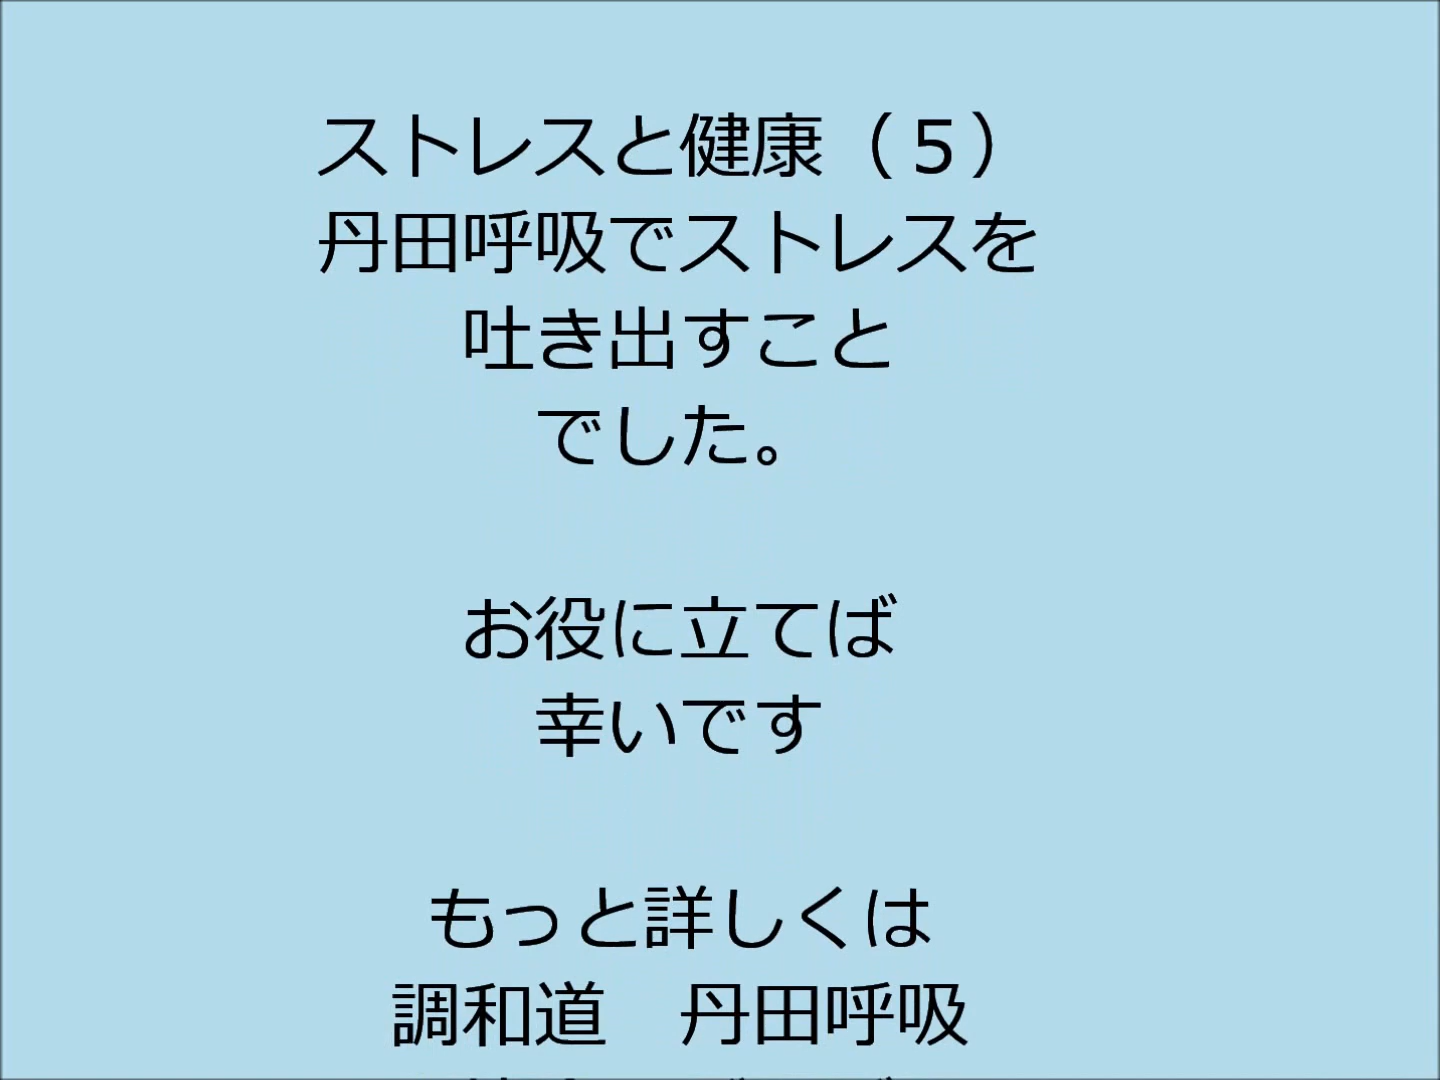 ストレスと健康（５）
丹田呼吸でストレスを
吐き出すこと
でした。
お役に立てば
幸いです
もっと詳しくは
調和道　丹田呼吸